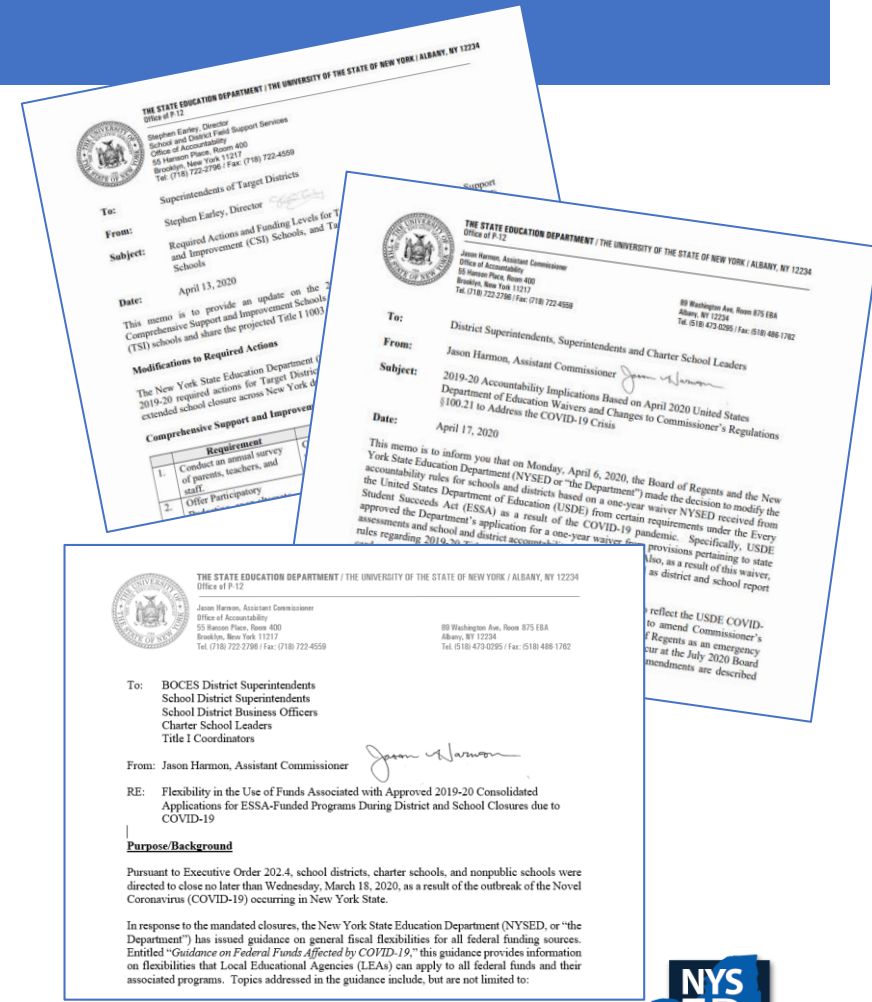 THE STATE EDUCATION DEPARTMENT / THE UNIVERSITY OF THE STATE OF NEW YORK / ALBANY, NY 12234
Office of P-12
Stephen Earley, Director
School and District Field Support Services
Office of Accountability
55 Hanson Place, Room 400
Brooklyn, New York 11217
Tel: (718) 722-2796 / Fax: (718) 722-4559
To: Superintendents of Target Districts
From: Stephen Earley, Director
Subject: Required Actions and Funding Levels for T Support
and Improvement (CSI) Schools, and Ta
Schools
Date: April 13, 2020
This memo is to provide an update on the 2
Comprehensive Support and Improvement Schools
(TSI) schools and share the projected Title I 1003
Modifications to Required Actions
The New York State Education Department (
2019-20 required actions for Target Distric
extended school closure across New York d
Comprehensive Support and Improvem
Requirement
1. Conduct an annual survey
of parents, teachers, and
staff.
2. Offer Participatory
THE STATE EDUCATION DEPARTMENT / THE UNIVERSITY OF THE STATE OF NEW YORK / ALBANY, NY 12234
Office of P-12
Jason Harmon, Assistant Commissioner
Office of Accountability
55 Hanson Place, Room 400
Brooklyn, New York 11217
Tel. (718) 722-2796 / Fax: (718) 722-4559
89 Washington Ave, Room 875 EBA
Albany, NY 12234
Tel. (518) 473-0295 / Fax: (518) 486-1762
To: District Superintendents, Superintendents and Charter School Leaders
From: Jason Harmon, Assistant Commissioner Jason Harmon
Subject: 2019-20 Accountability Implications Based on April 2020 United States
Department of Education Waivers and Changes to Commissioner's Regulations
§100.21 to Address the COVID-19 Crisis
Date: April 17, 2020
This memo is to inform you that on Monday, April 6, 2020, the Board of Regents and the New
York State Education Department (NYSED or “the Department”) made the decision to modify the
accountability rules for schools and districts based on a one-year waiver NYSED received from
the United States Department of Education (USDE) from certain requirements under the Every
Student Succeeds Act (ESSA) as a result of the COVID-19 pandemic. Specifically, USDE
approved the Department's application for a one-year waiver from provisions pertaining to state
assessments and school and district accountabili Also, as a result of this waiver,
rules regarding 2019-20 as district and school report
reflect the USDE COVID-
to amend Commissioner's
f Regents as an emergency
cur at the July 2020 Board
mendments are described
THE STATE EDUCATION DEPARTMENT / THE UNIVERSITY OF THE STATE OF NEW YORK / ALBANY, NY 12234
Office of P-12
Jason Harmon, Assistant Commissioner
Office of Accountability
55 Hanson Place, Room 400
Brooklyn, New York 11217
Tel. (718) 722-2796 / Fax: (718) 722-4559
89 Washington Ave, Room 875 EBA
Albany, NY 12234
Tel. (518) 473-0295 / Fax: (518) 486-1762
To: BOCES District Superintendents
School District Superintendents
School District Business Officers
Charter School Leaders
Title I Coordinators
From: Jason Harmon, Assistant Commissioner Jason Harmon
RE: Flexibility in the Use of Funds Associated with Approved 2019-20 Consolidated
Applications for ESSA-Funded Programs During District and School Closures due to
COVID-19
Purpose/Background
Pursuant to Executive Order 202.4, school districts, charter schools, and nonpublic schools were
directed to close no later than Wednesday, March 18, 2020, as a result of the outbreak of the Novel
Coronavirus (COVID-19) occurring in New York State.
In response to the mandated closures, the New York State Education Department (NYSED, or “the
Department”) has issued guidance on general fiscal flexibilities for all federal funding sources.
Entitled “Guidance on Federal Funds Affected by COVID-19,” this guidance provides information
on flexibilities that Local Educational Agencies (LEAs) can apply to all federal funds and their
associated programs. Topics addressed in the guidance include, but are not limited to:
NYS